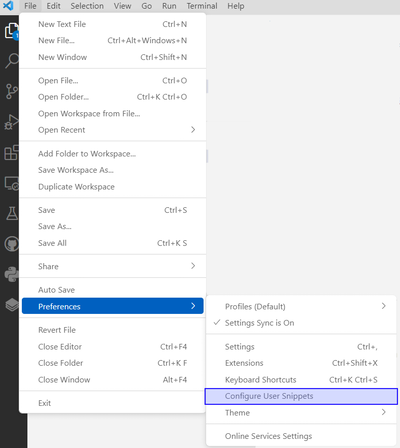 File Edit Selection View Go Run Terminal Help
New Text File Ctrl+N
New File... Ctrl+Alt+Windows+N
New Window Ctrl+Shift+N
Open File... Ctrl+O
Open Folder... Ctrl+K Ctrl+O
Open Workspace from File...
Open Recent
Add Folder to Workspace...
Save Workspace As...
Duplicate Workspace
Save Ctrl+S
Save As...
Save All Ctrl+K S
Share
Auto Save
Preferences
Revert File
Close Editor Ctrl+F4
Close Folder Ctrl+K F
Close Window Alt+F4
Exit
Profiles (Default)
Settings Sync is On
Settings Ctrl+,
Extensions Ctrl+Shift+X
Keyboard Shortcuts Ctrl+K Ctrl+S
Configure User Snippets
Theme
Online Services Settings